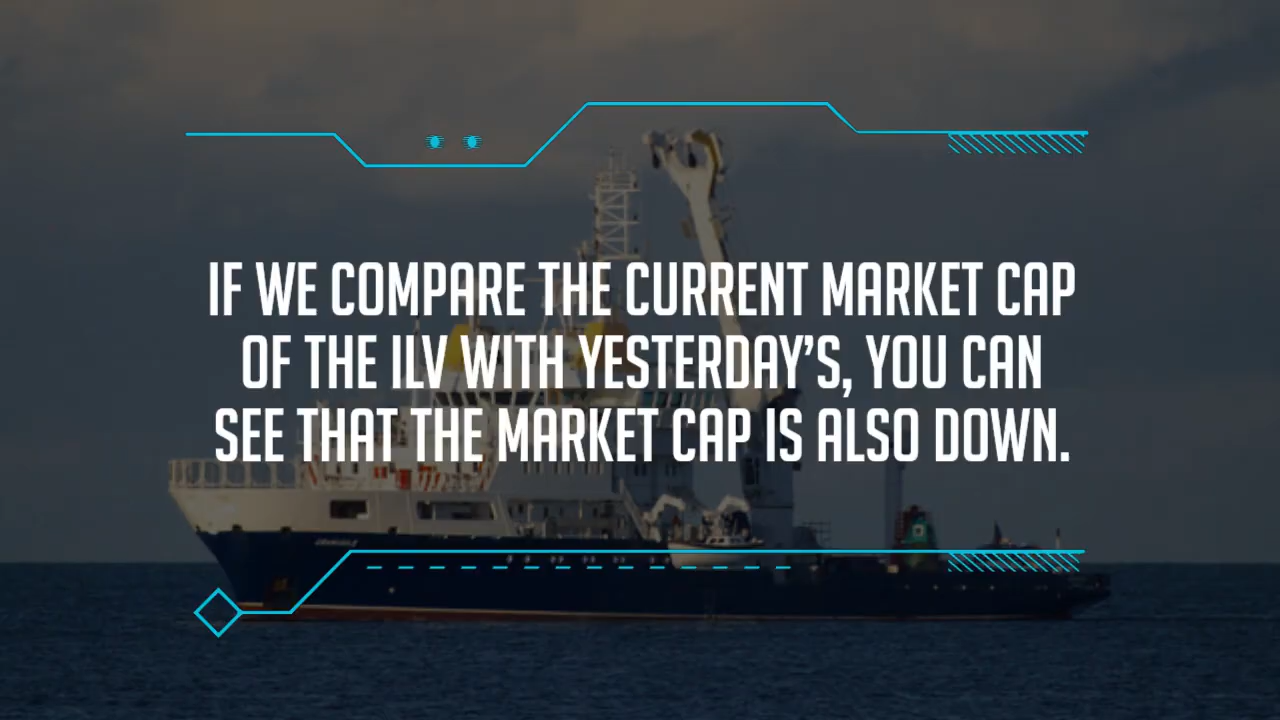 IF WE COMPARE THE CURRENT MARKET CAP
OF THE ILV WITH YESTERDAY'S, YOU CAN
SEE THAT THE MARKET CAP IS ALSO DOWN.